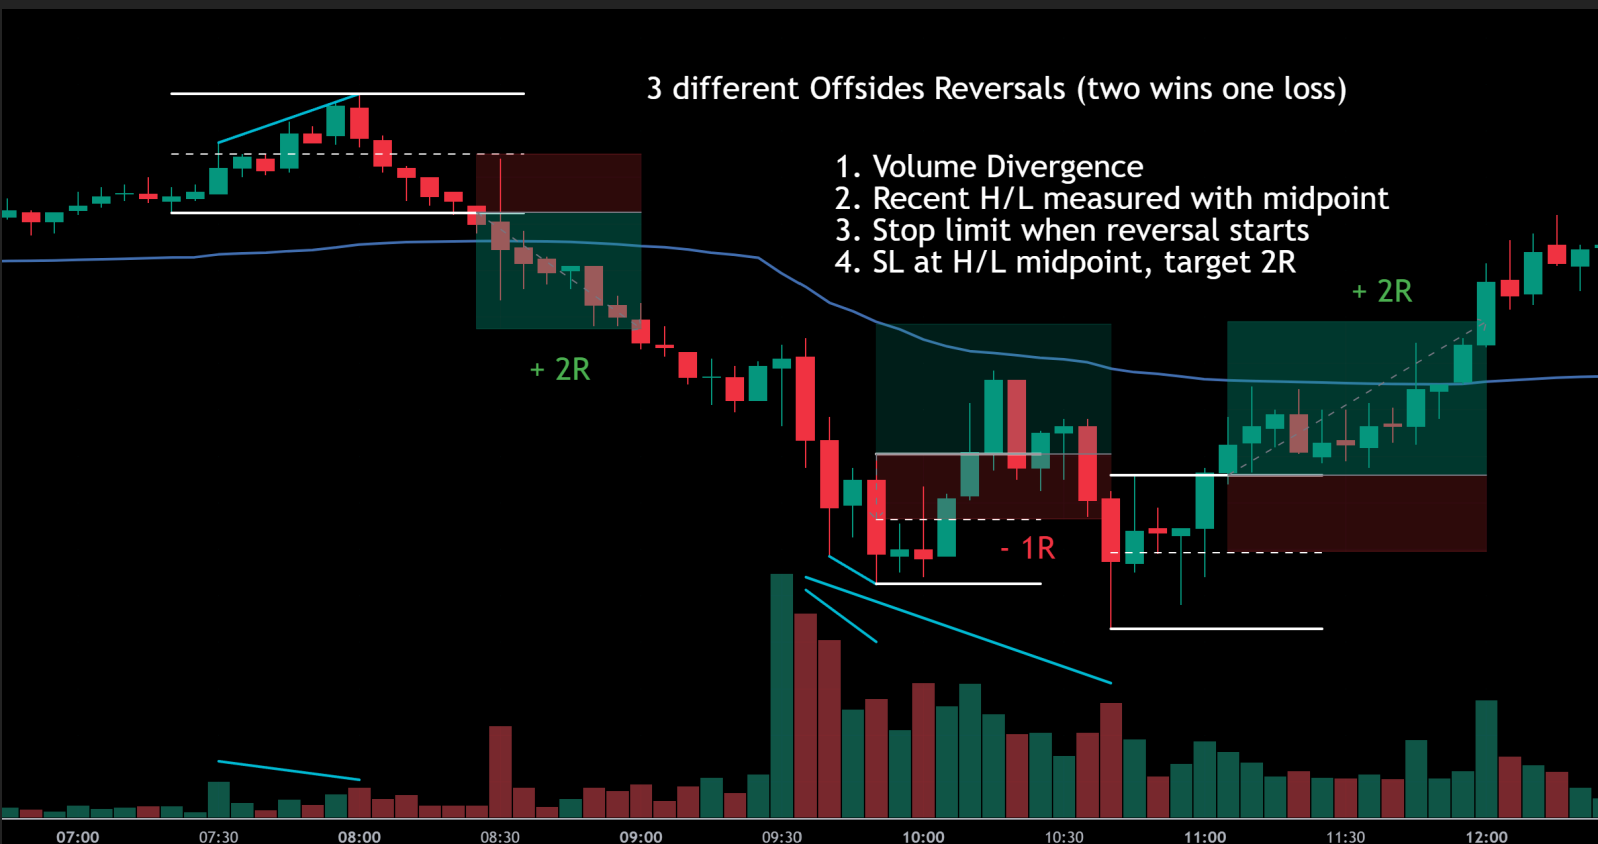 3 different Offsides Reversals (two wins one loss)
1. Volume Divergence
2. Recent H/L measured with midpoint
3. Stop limit when reversal starts
4. SL at H/L midpoint, target 2R
+ 2R
+ 2R
- 1R
07:00 07:30 08:00 08:30 09:00 09:30 10:00 10:30 11:00 11:30 12:00